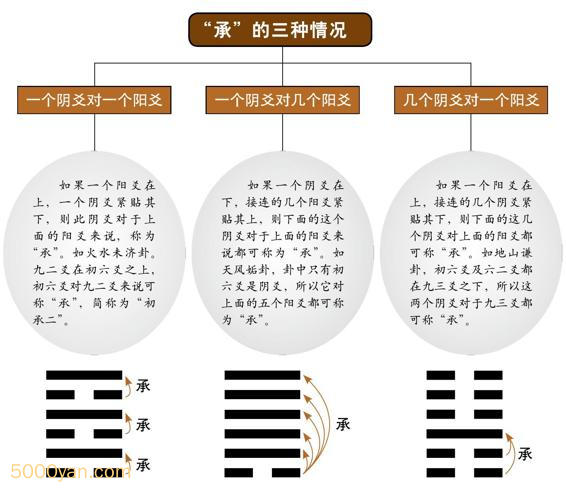 “承”的三种情况
一个阴爻对一个阳爻
一个阴爻对几个阳爻
几个阴爻对一个阳爻
如果一个阳爻在
上，一个阴爻紧贴其
下，则此阴爻对于上
面的阳爻来说，称为
“承”。如火水未济卦。
九二爻在初六爻之上，
初六爻对九二爻来说可
称“承”，简称为“初
承二”。
如果一个阴爻在
下，接连的几个阳爻紧
贴其上，则下面的这个
阴爻对于上面的阳爻来
说都可称为“承”。如
天风姤卦，卦中只有初
六爻是阴爻，所以它对
上面的五个阳爻都可称
为“承”。
如果一个阳爻在
上，接连的几个阴爻紧
贴其下，则下面的这几
个阴爻对上面的阳爻都
可称“承”。如地山谦
卦，初六爻及六二爻都
在九三爻之下，所以这
两个阴爻对于九三爻都
可称“承”。
承
承
承
承
承
5000yan.com